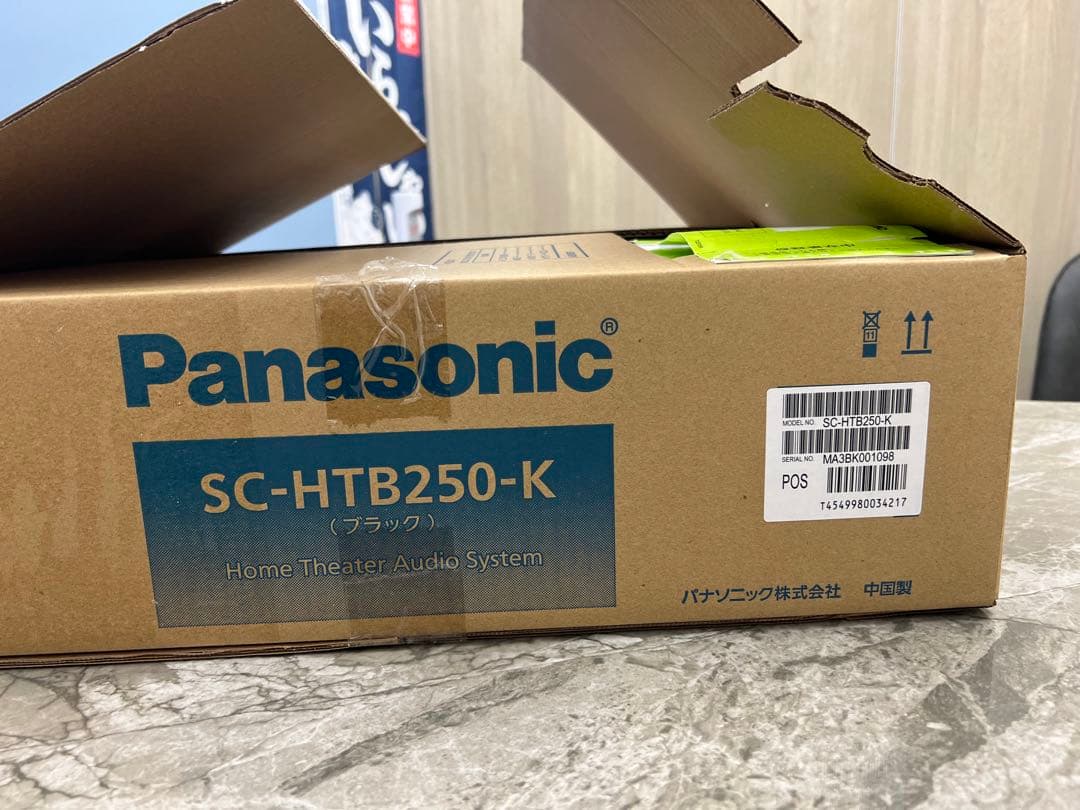 Panasonic®
SC-HTB250-K
(ブラック)
Home Theater Audio System
11
MODEL NO. SC-HTB250-K
SERIAL NO. MA3BK001098
POS
T4549980034217
パナソニック株式会社 中国製